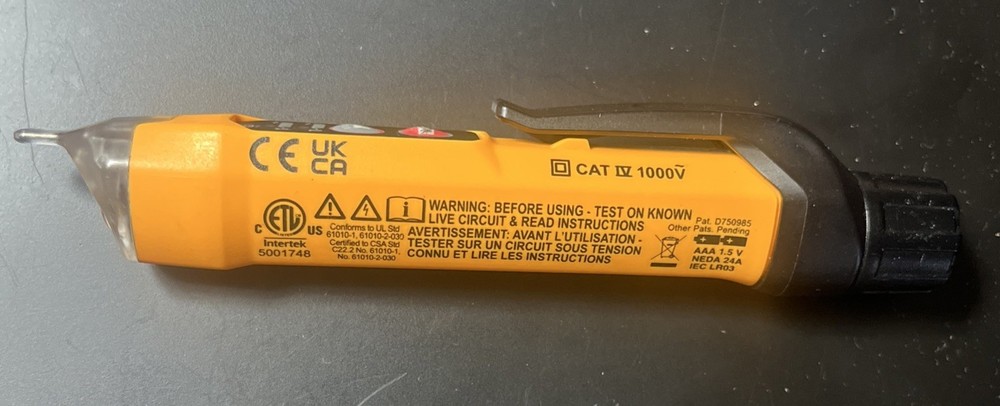 CE UK
CA
CAT IV 1000V
ETL
C US
Intertek
5001748
Conforms to UL Std
61010-1, 61010-2-030
Certified to CSA Std
C22.2 No. 61010-1,
No. 61010-2-030
WARNING: BEFORE USING - TEST ON KNOWN
LIVE CIRCUIT & READ INSTRUCTIONS
AVERTISSEMENT: AVANT L'UTILISATION -
TESTER SUR UN CIRCUIT SOUS TENSION
CONNU ET LIRE LES INSTRUCTIONS
Pat. D750985
Other Pats. Pending
AAA 1.5 V
NEDA 24A
IEC LR03